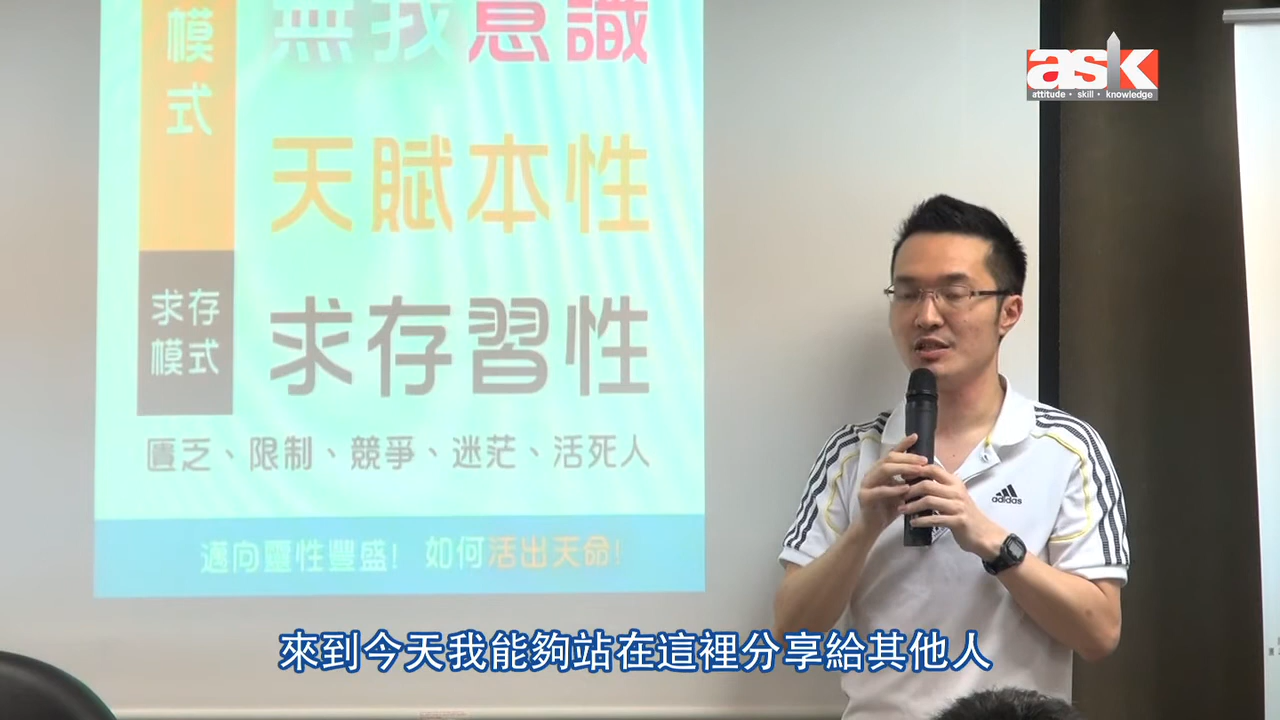 模式
無我意識
天賦本性
求存
模式
求存習性
匱乏、限制、競爭、迷茫、活死人
邁向靈性豐盛! 如何活出天命!
ask
attitude • skill • knowledge
adidas
來到今天我能夠站在這裡分享給其他人